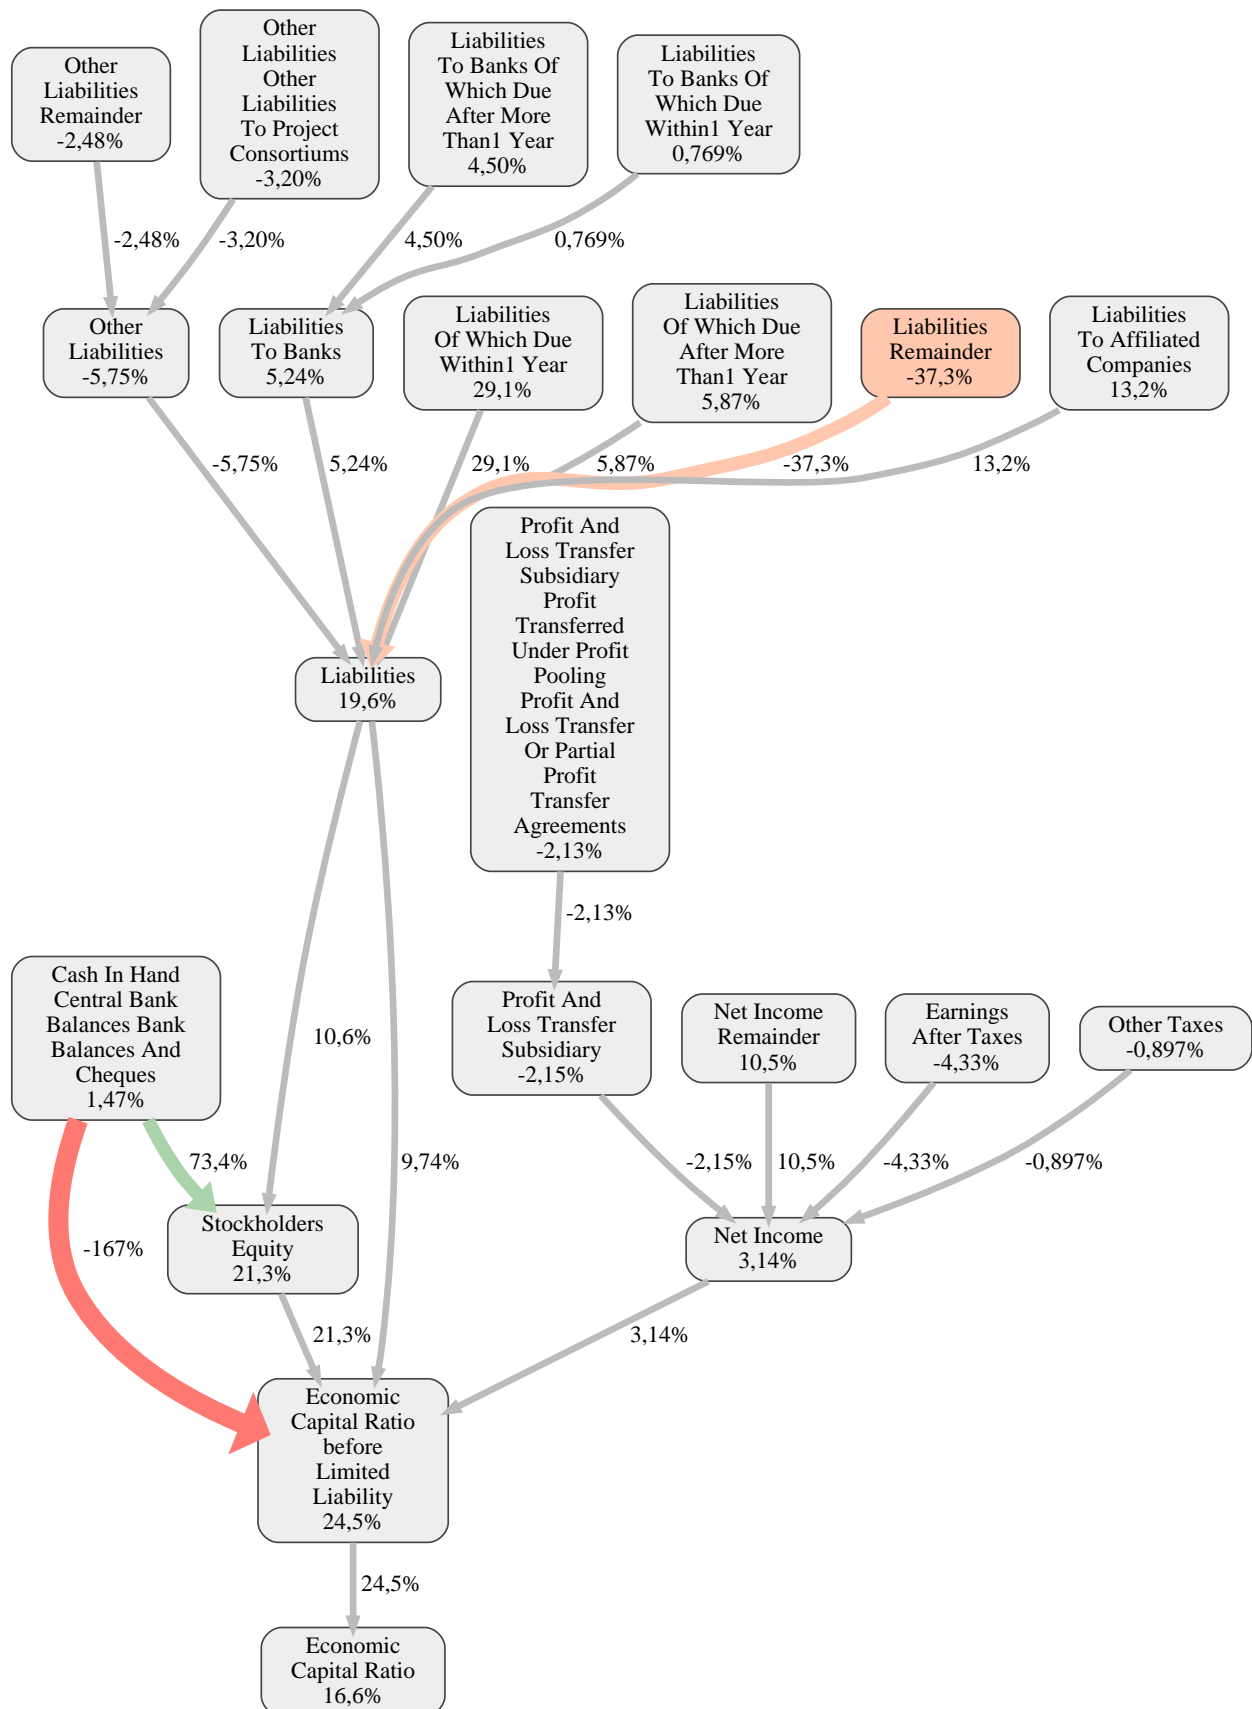 Other
Liabilities
Remainder
-2,48%
Other
Liabilities
Other
Liabilities
To Project
Consortiums
-3,20%
Liabilities
To Banks Of
Which Due
After More
Than1 Year
4,50%
Liabilities
To Banks Of
Which Due
Within1 Year
0,769%
-2,48%
-3,20%
4,50%
0,769%
Other
Liabilities
-5,75%
Liabilities
To Banks
5,24%
Liabilities
Of Which Due
Within1 Year
29,1%
Liabilities
Of Which Due
After More
Than1 Year
5,87%
Liabilities
Remainder
-37,3%
Liabilities
To Affiliated
Companies
13,2%
-5,75%
5,24%
29,1%
5,87%
-37,3%
13,2%
Profit And
Loss Transfer
Subsidiary
Profit
Transferred
Under Profit
Pooling
Profit And
Loss Transfer
Or Partial
Profit
Transfer
Agreements
-2,13%
Liabilities
19,6%
-2,13%
Cash In Hand
Central Bank
Balances Bank
Balances And
Cheques
1,47%
10,6%
9,74%
Profit And
Loss Transfer
Subsidiary
-2,15%
Net Income
Remainder
10,5%
Earnings
After Taxes
-4,33%
Other Taxes
-0,897%
73,4%
-167%
-2,15%
10,5%
-4,33%
-0,897%
Stockholders
Equity
21,3%
Net Income
3,14%
21,3%
3,14%
Economic
Capital Ratio
before
Limited
Liability
24,5%
24,5%
Economic
Capital Ratio
16,6%